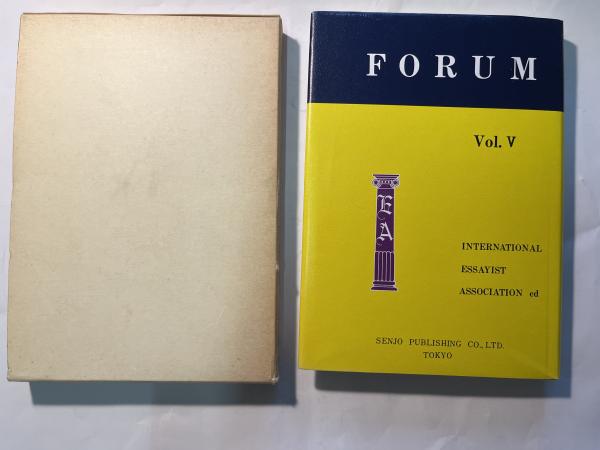 FORUM
Vol. V
EA
INTERNATIONAL
ESSAYIST
ASSOCIATION ed
SENJO PUBLISHING CO., LTD.
TOKYO